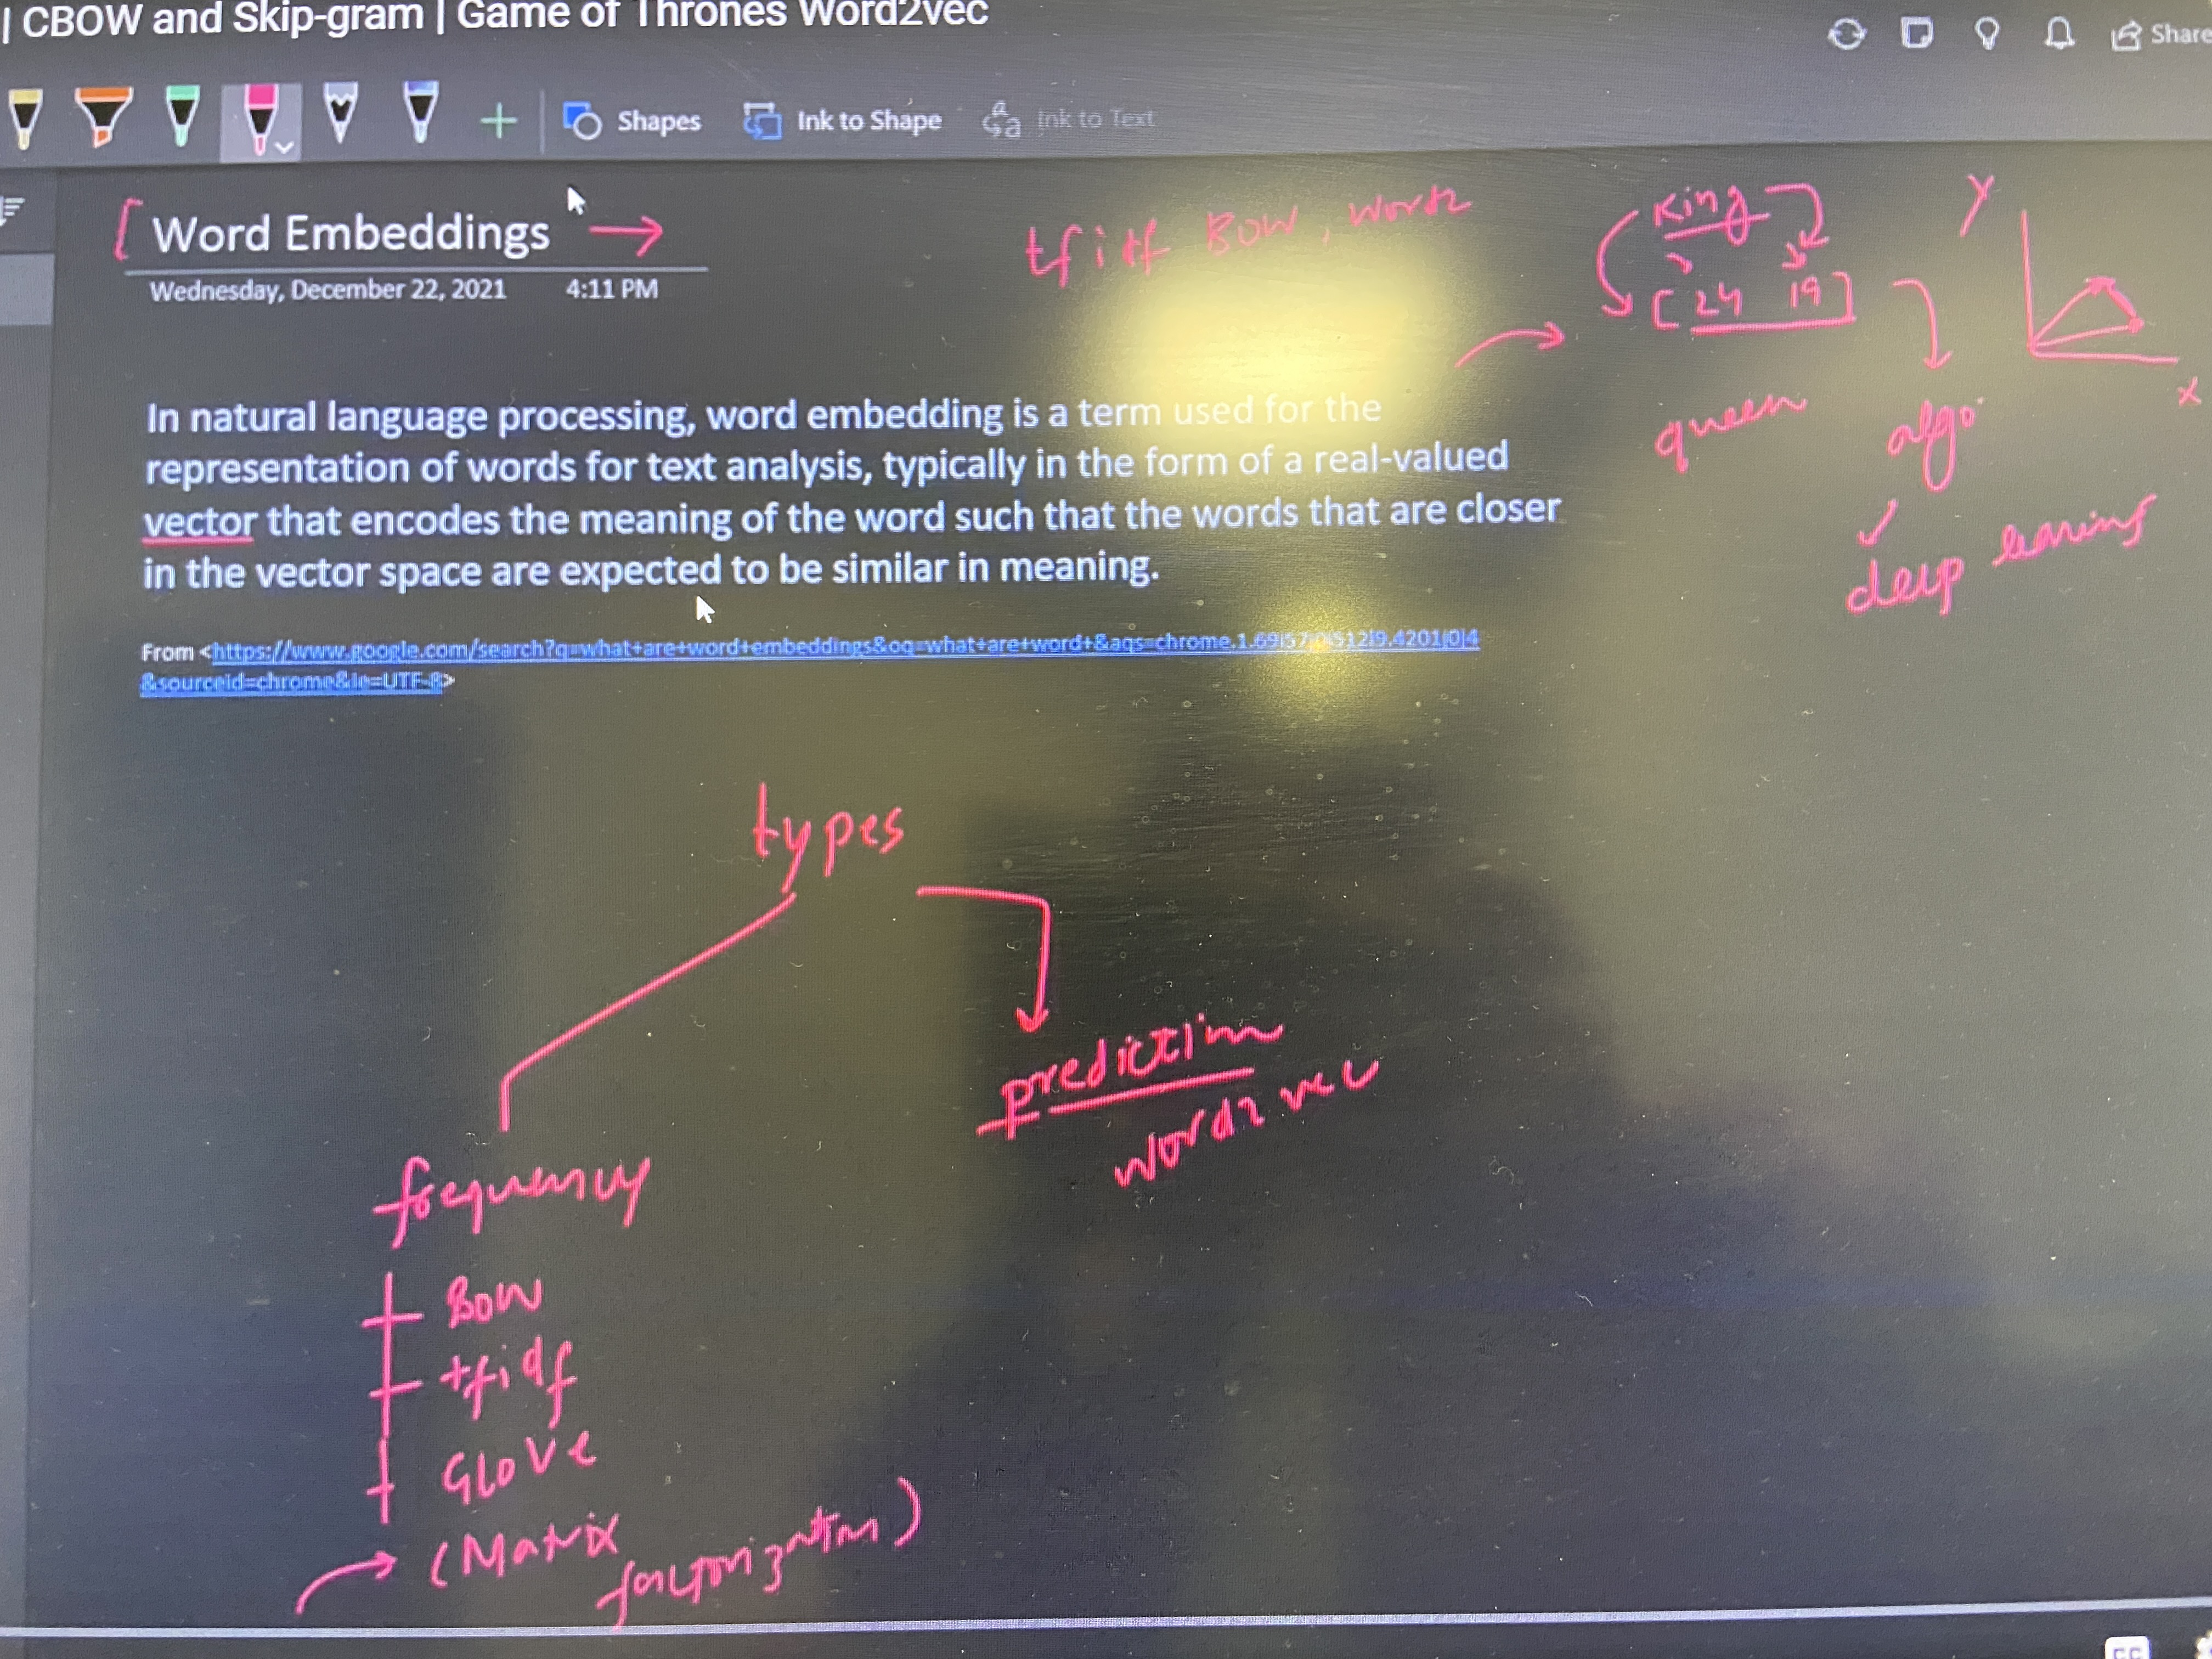 | CBOW and Skip-gram | Game of Thrones Word2vec
Share
Shapes
Ink to Shape
Ink to Text
Word Embeddings
Wednesday, December 22, 2021 4:11 PM
tfidf BOW, Word2
King
[24 19]
Y
X
queen
algo
deep learning
In natural language processing, word embedding is a term used for the
representation of words for text analysis, typically in the form of a real-valued
vector that encodes the meaning of the word such that the words that are closer
in the vector space are expected to be similar in meaning.
From <https://www.google.com/search?q=what+are+word+embeddings&oq=what+are+word+&aqs=chrome.1.69i57j0i512l9.4201j0j4
&sourceid=chrome&ie=UTF-8>
types
prediction
word2vec
frequency
BOW
tfidf
GloVe
(Matrix
factorization)
CC